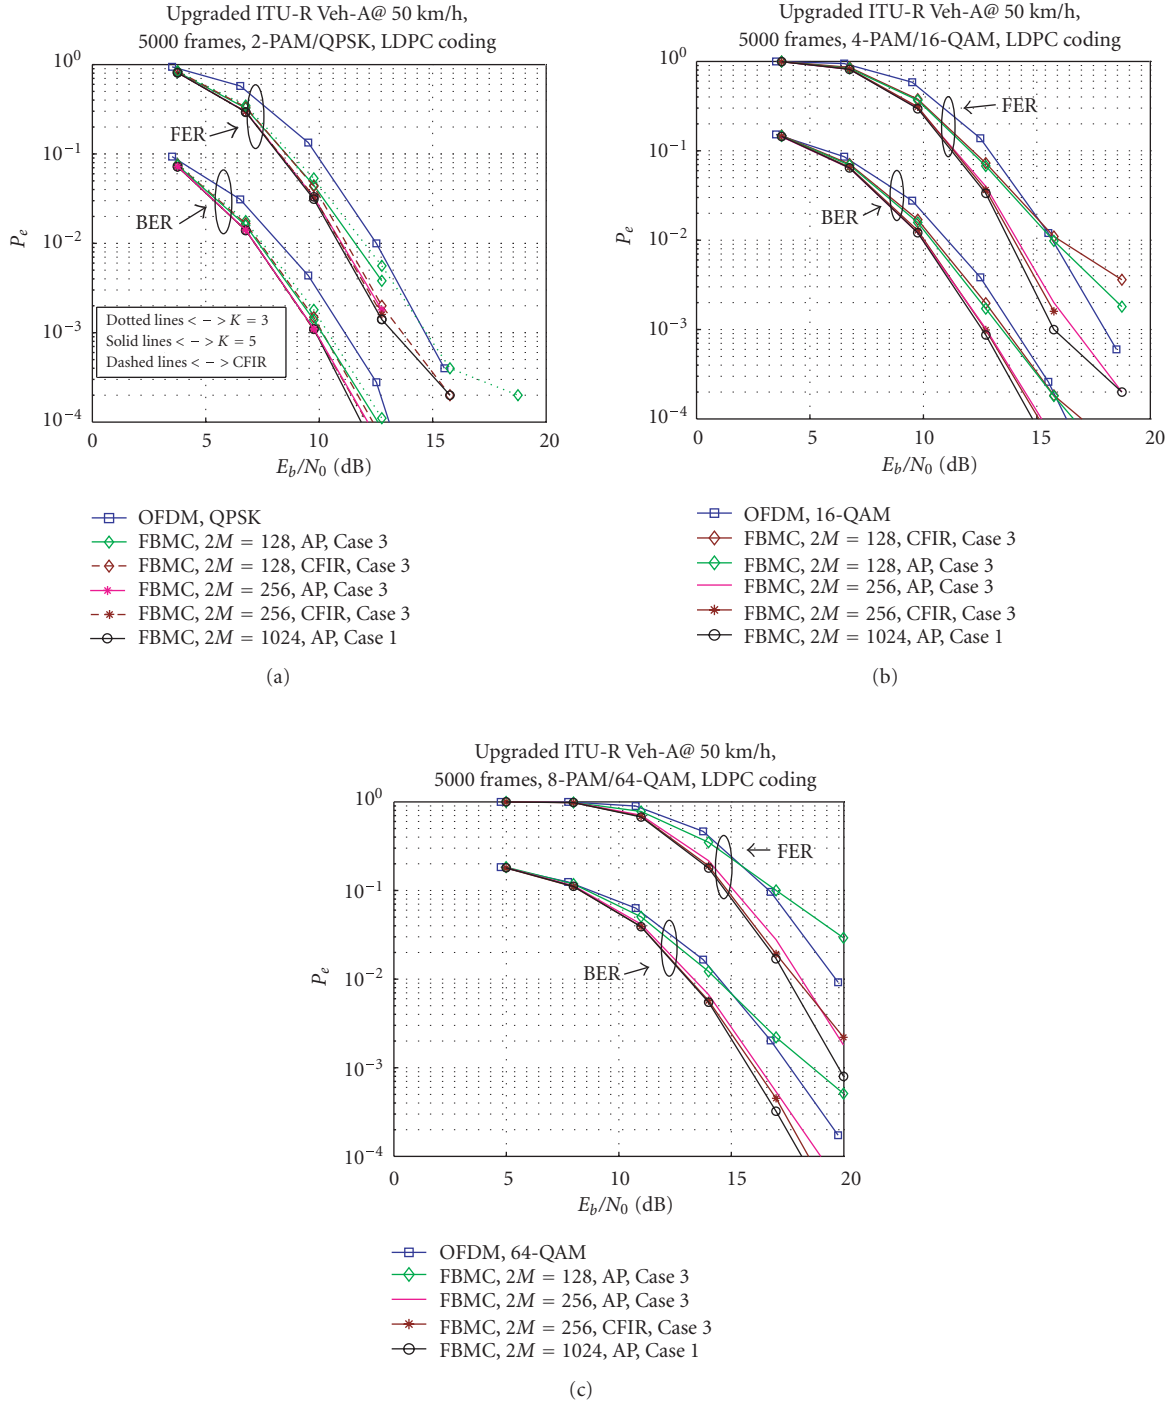 Upgraded ITU-R Veh-A@ 50 km/h,
5000 frames, 2-PAM/QPSK, LDPC coding
10^0
10^−1
10^−2
10^−3
10^−4
P_e
FER
BER
Dotted lines < − > K = 3
Solid lines < − > K = 5
Dashed lines < − > CFIR
0 5 10 15 20
E_b/N_0 (dB)
OFDM, QPSK
FBMC, 2M = 128, AP, Case 3
FBMC, 2M = 128, CFIR, Case 3
FBMC, 2M = 256, AP, Case 3
FBMC, 2M = 256, CFIR, Case 3
FBMC, 2M = 1024, AP, Case 1
(a)
Upgraded ITU-R Veh-A@ 50 km/h,
5000 frames, 4-PAM/16-QAM, LDPC coding
10^0
10^−1
10^−2
10^−3
10^−4
P_e
FER
BER
0 5 10 15 20
E_b/N_0 (dB)
OFDM, 16-QAM
FBMC, 2M = 128, CFIR, Case 3
FBMC, 2M = 128, AP, Case 3
FBMC, 2M = 256, AP, Case 3
FBMC, 2M = 256, CFIR, Case 3
FBMC, 2M = 1024, AP, Case 1
(b)
Upgraded ITU-R Veh-A@ 50 km/h,
5000 frames, 8-PAM/64-QAM, LDPC coding
10^0
10^−1
10^−2
10^−3
10^−4
P_e
FER
BER
0 5 10 15 20
E_b/N_0 (dB)
OFDM, 64-QAM
FBMC, 2M = 128, AP, Case 3
FBMC, 2M = 256, AP, Case 3
FBMC, 2M = 256, CFIR, Case 3
FBMC, 2M = 1024, AP, Case 1
(c)